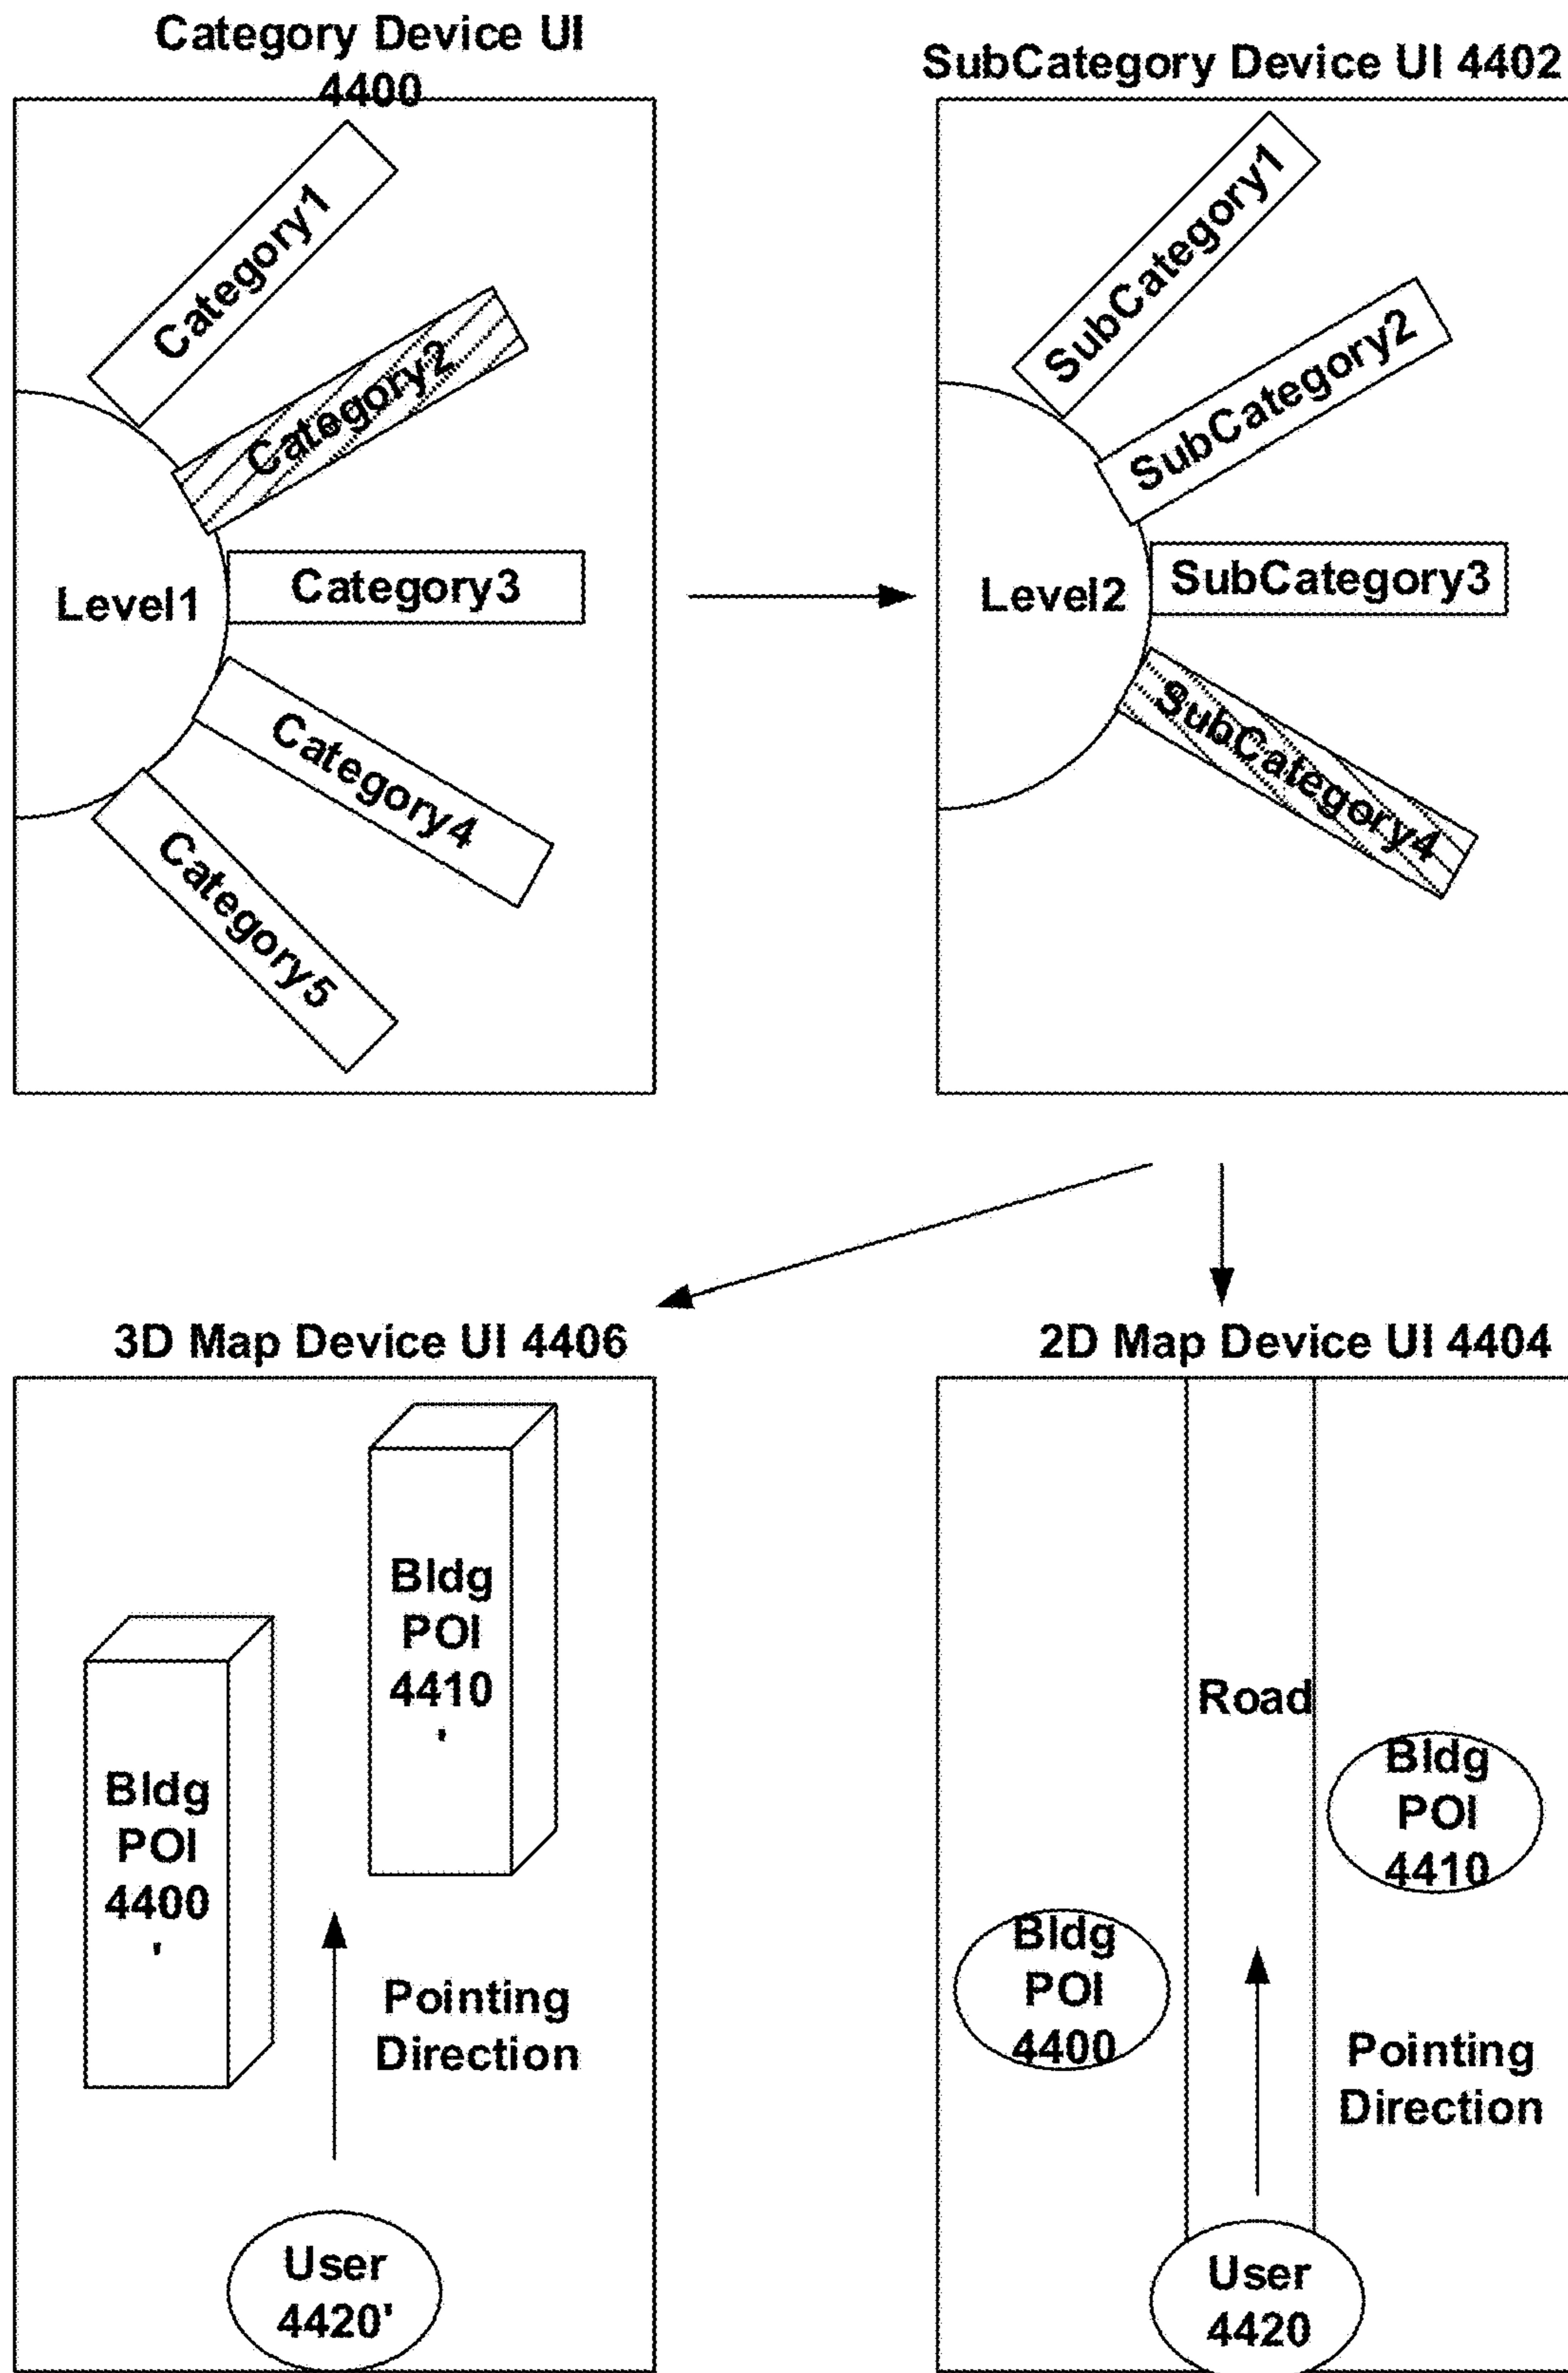 Category Device UI
4400
Category1
Category2
Category3
Category4
Category5
Level1
SubCategory Device UI 4402
SubCategory1
SubCategory2
SubCategory3
SubCategory4
Level2
3D Map Device UI 4406
Bldg
POI
4400
'
Bldg
POI
4410
'
Pointing
Direction
User
4420'
2D Map Device UI 4404
Road
Bldg
POI
4410
Bldg
POI
4400
Pointing
Direction
User
4420